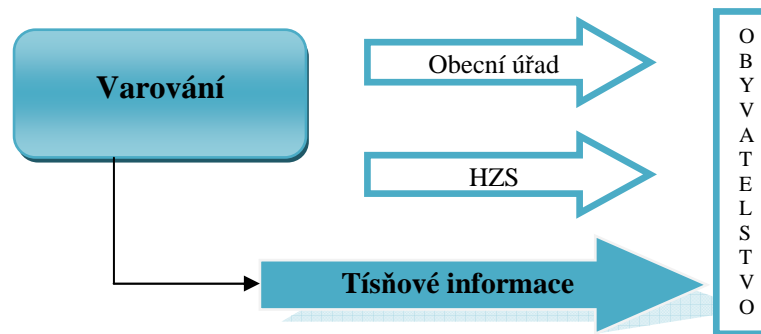 Varování
Obecní úřad
HZS
Tísňové informace
O
B
Y
V
A
T
E
L
S
T
V
O